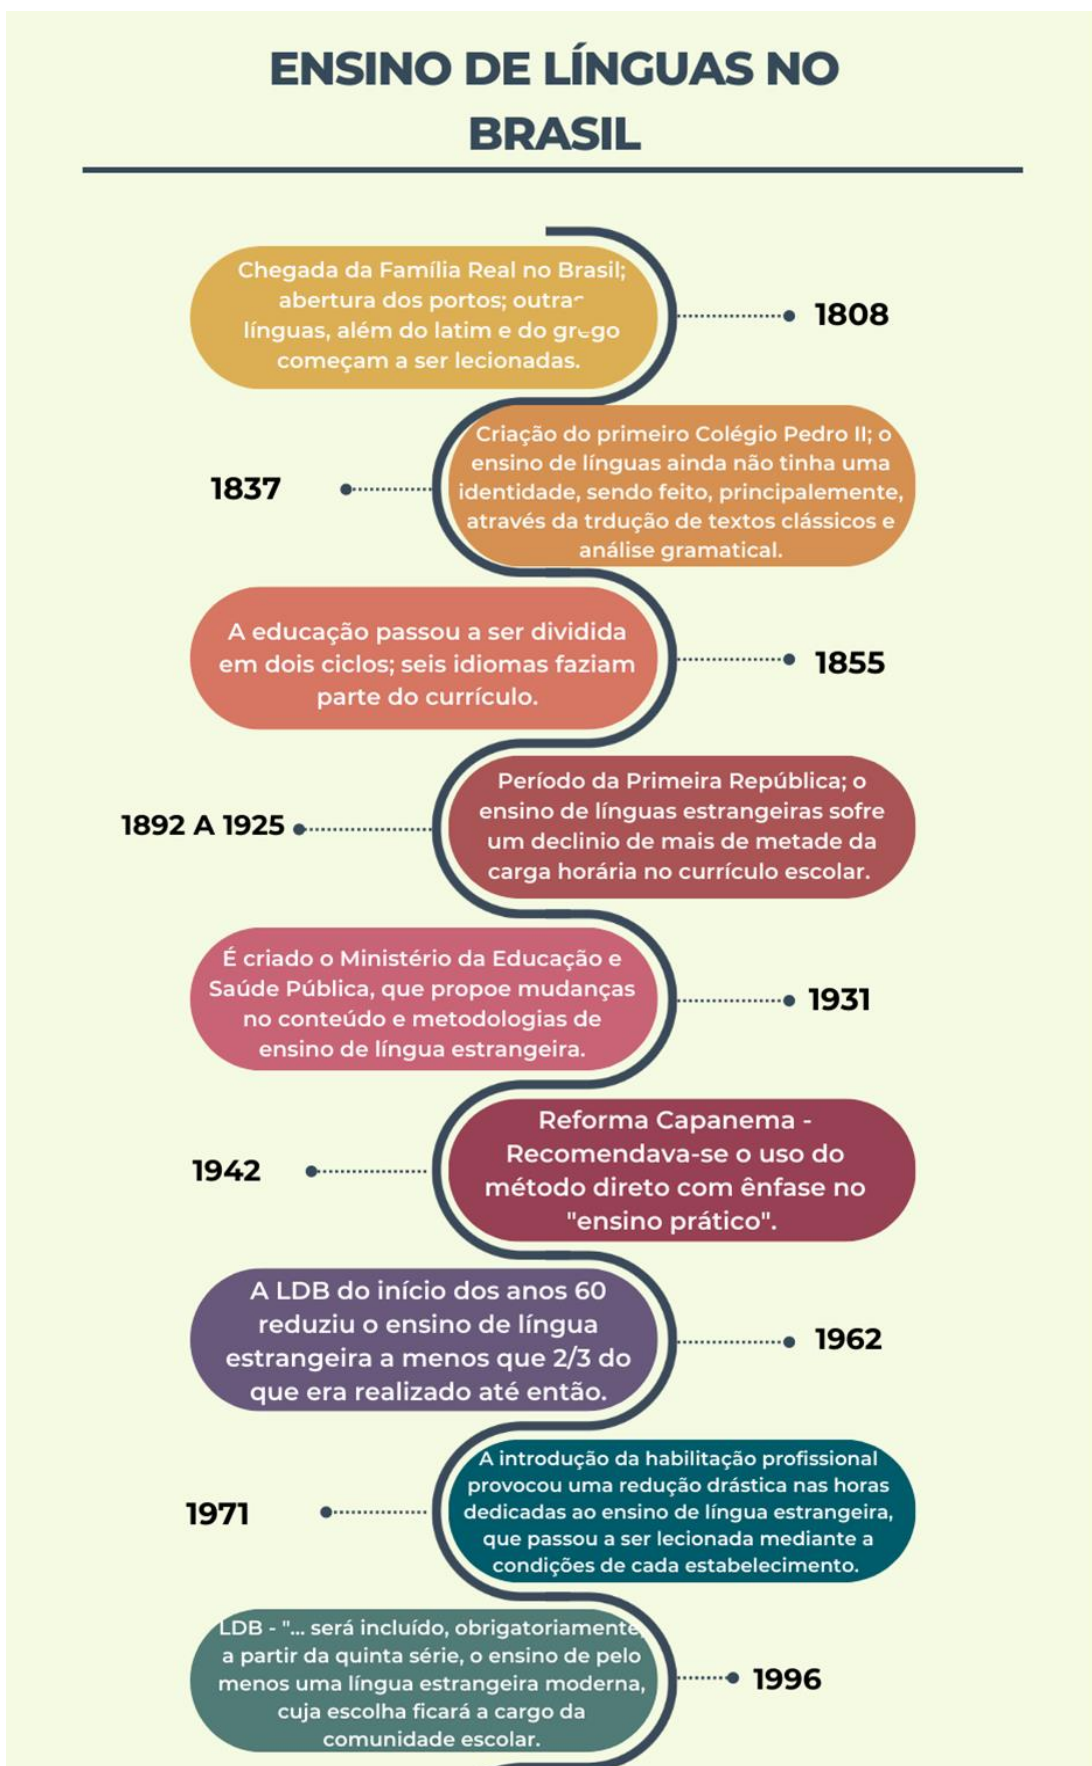 ENSINO DE LÍNGUAS NO
BRASIL
Chegada da Família Real no Brasil;
abertura dos portos; outras
línguas, além do latim e do grego
começam a ser lecionadas.
1808
Criação do primeiro Colégio Pedro II; o
ensino de línguas ainda não tinha uma
identidade, sendo feito, principalemente,
através da trdução de textos clássicos e
análise gramatical.
1837
A educação passou a ser dividida
em dois ciclos; seis idiomas faziam
parte do currículo.
1855
Período da Primeira República; o
ensino de línguas estrangeiras sofre
um declinio de mais de metade da
carga horária no currículo escolar.
1892 A 1925
É criado o Ministério da Educação e
Saúde Pública, que propoe mudanças
no conteúdo e metodologias de
ensino de língua estrangeira.
1931
Reforma Capanema -
Recomendava-se o uso do
método direto com ênfase no
"ensino prático".
1942
A LDB do início dos anos 60
reduziu o ensino de língua
estrangeira a menos que 2/3 do
que era realizado até então.
1962
A introdução da habilitação profissional
provocou uma redução drástica nas horas
dedicadas ao ensino de língua estrangeira,
que passou a ser lecionada mediante a
condições de cada estabelecimento.
1971
LDB - "... será incluído, obrigatoriamente,
a partir da quinta série, o ensino de pelo
menos uma língua estrangeira moderna,
cuja escolha ficará a cargo da
comunidade escolar.
1996